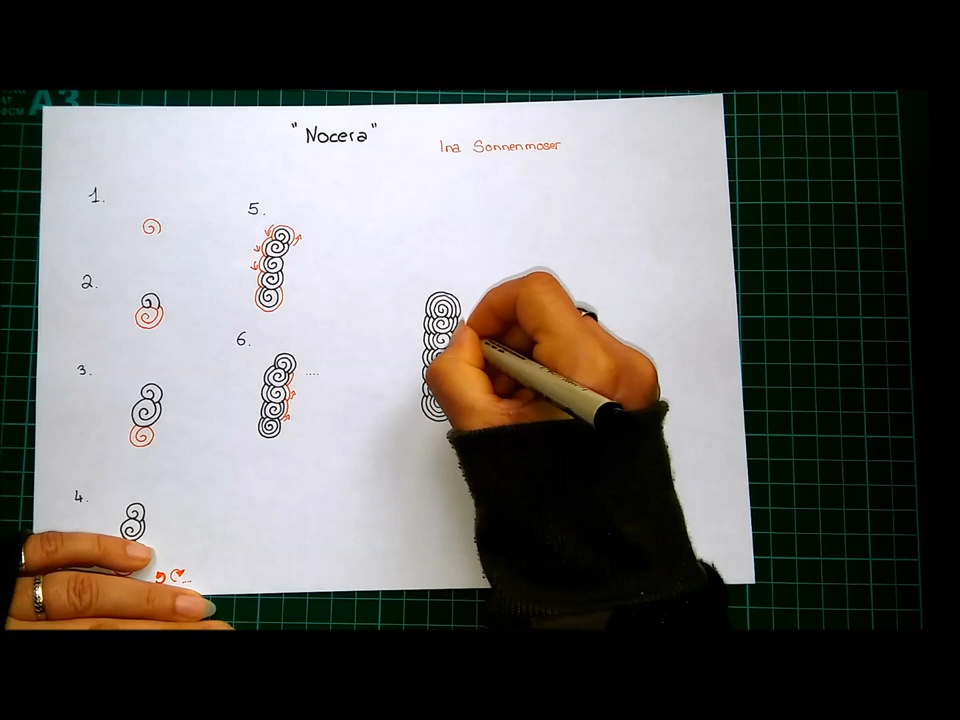 A3
"Nocera"
Ina Sonnenmoser
1.
2.
3.
4.
5.
6.
....